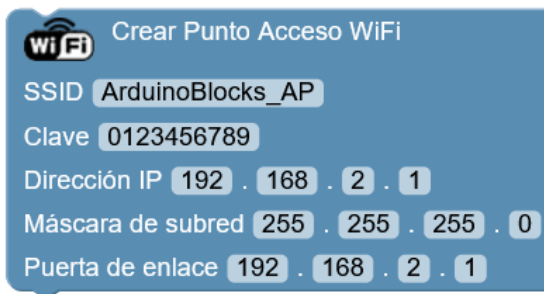 WiFi Crear Punto Acceso WiFi
SSID ArduinoBlocks_AP
Clave 0123456789
Dirección IP 192 . 168 . 2 . 1
Máscara de subred 255 . 255 . 255 . 0
Puerta de enlace 192 . 168 . 2 . 1